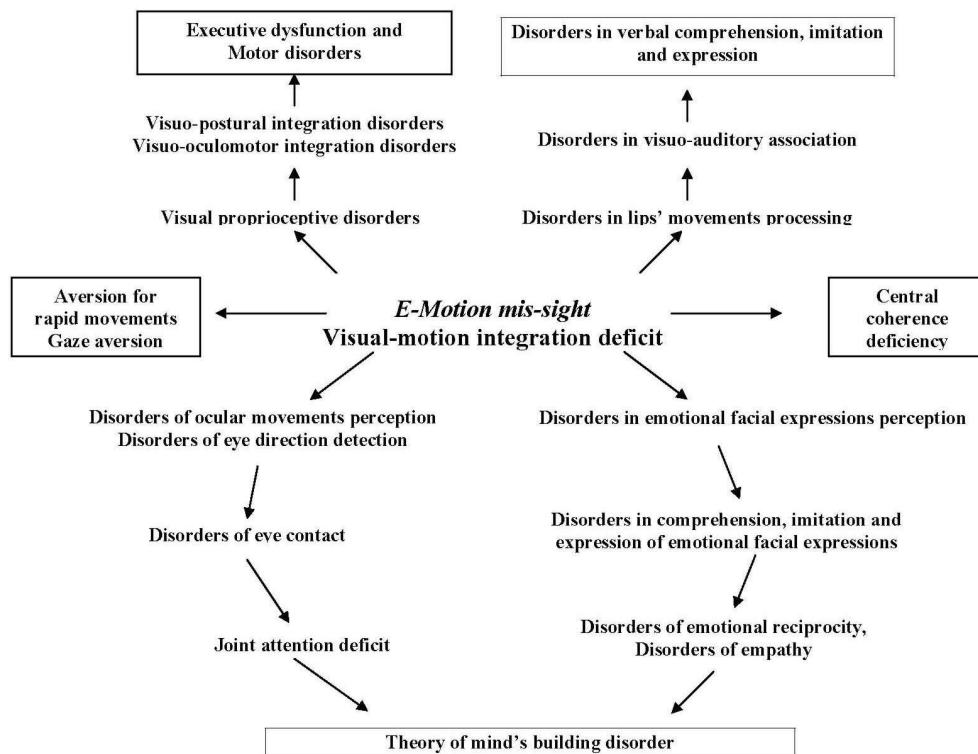 Executive dysfunction and
Motor disorders
Disorders in verbal comprehension, imitation
and expression
Visuo-postural integration disorders
Visuo-oculomotor integration disorders
Disorders in visuo-auditory association
Visual proprioceptive disorders
Disorders in lips' movements processing
Aversion for
rapid movements
Gaze aversion
E-Motion mis-sight
Visual-motion integration deficit
Central
coherence
deficiency
Disorders of ocular movements perception
Disorders of eye direction detection
Disorders in emotional facial expressions perception
Disorders of eye contact
Disorders in comprehension, imitation and
expression of emotional facial expressions
Joint attention deficit
Disorders of emotional reciprocity,
Disorders of empathy
Theory of mind's building disorder